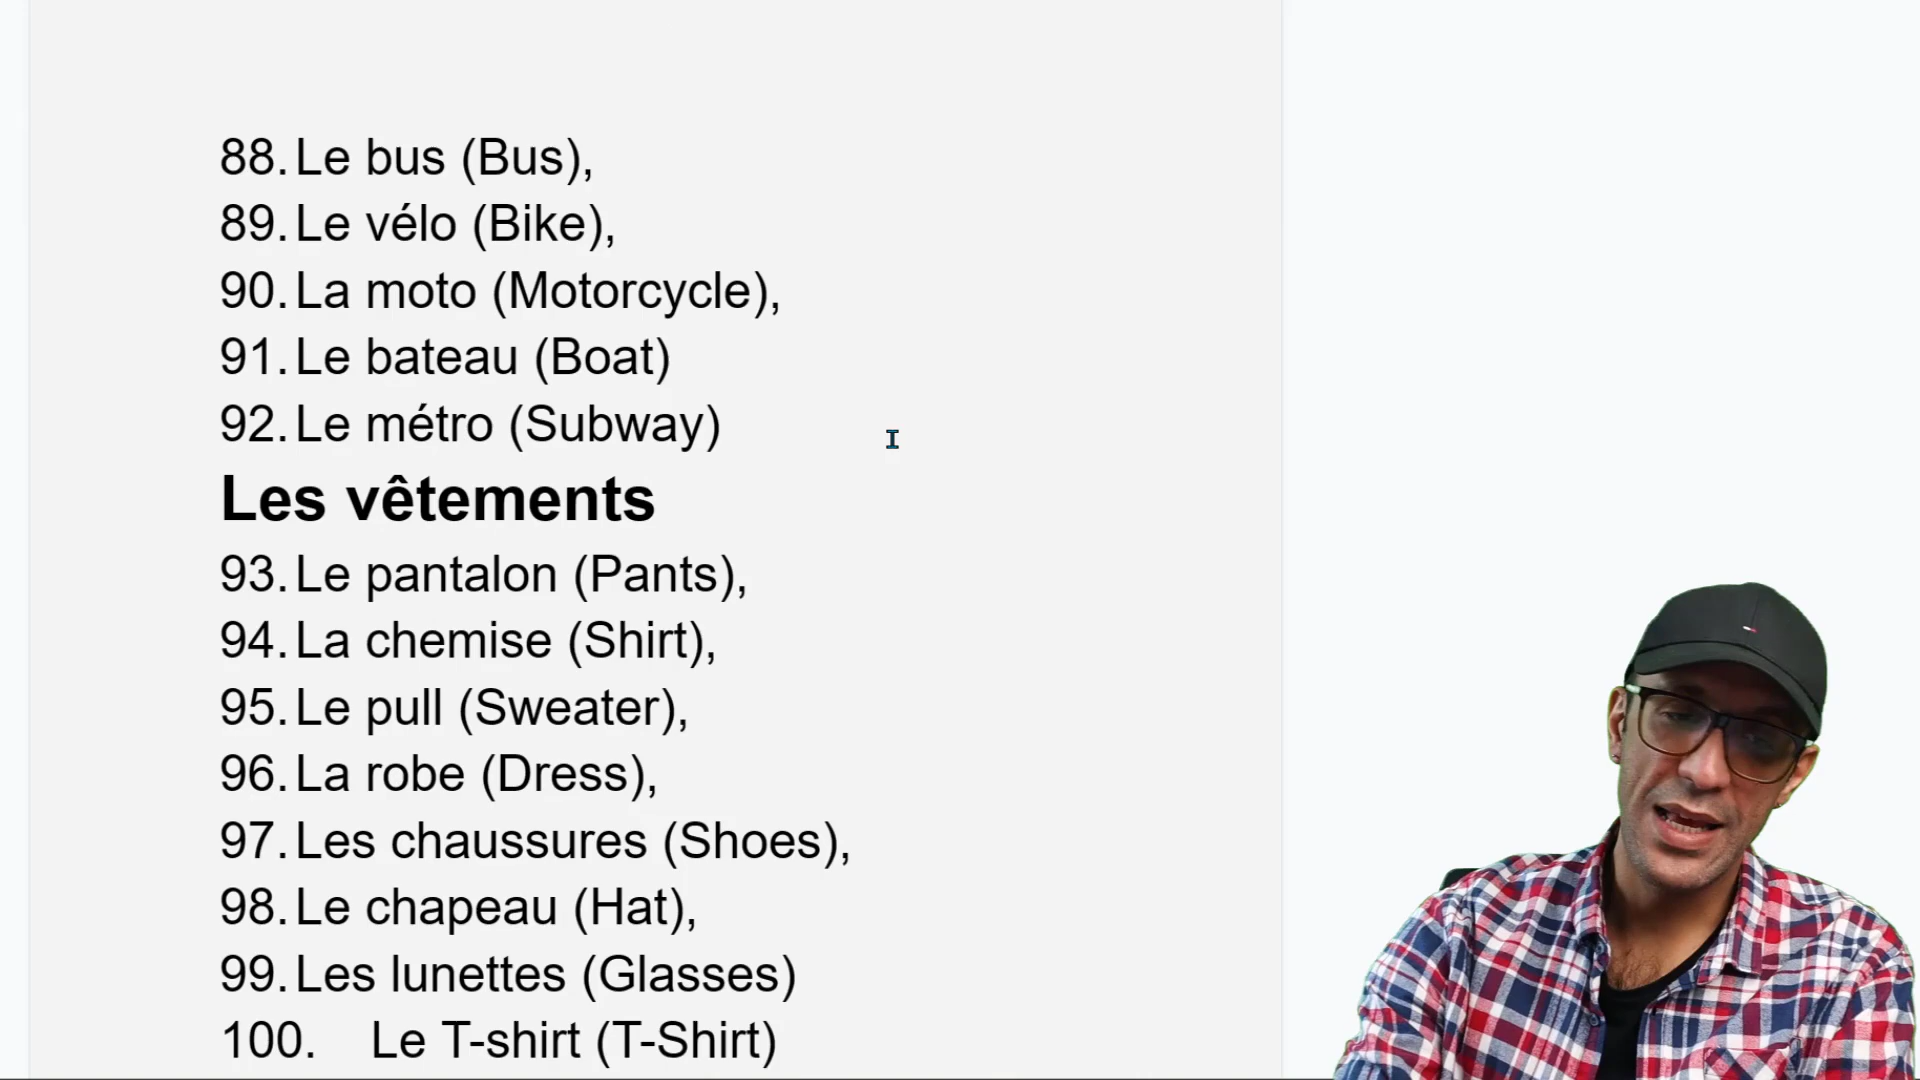 88. Le bus (Bus),
89. Le vélo (Bike),
90. La moto (Motorcycle),
91. Le bateau (Boat)
92. Le métro (Subway)
Les vêtements
93. Le pantalon (Pants),
94. La chemise (Shirt),
95. Le pull (Sweater),
96. La robe (Dress),
97. Les chaussures (Shoes),
98. Le chapeau (Hat),
99. Les lunettes (Glasses)
100. Le T-shirt (T-Shirt)